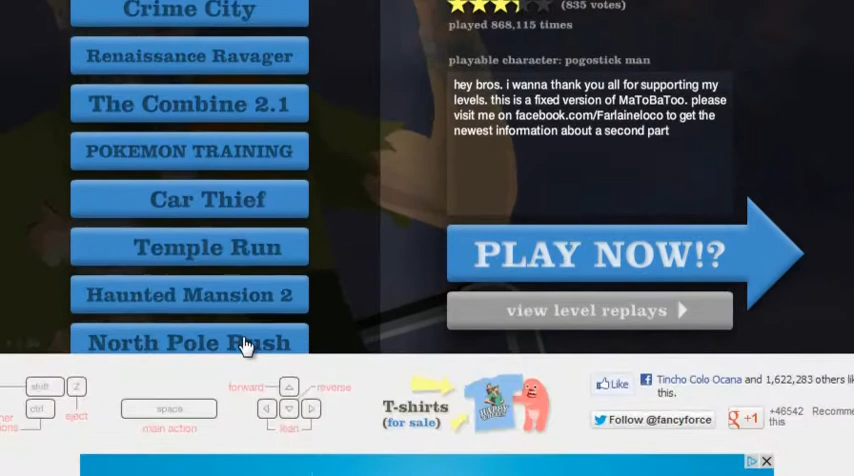 Crime City
Renaissance Ravager
The Combine 2.1
POKEMON TRAINING
Car Thief
Temple Run
Haunted Mansion 2
North Pole Rush
(835 votes)
played 868,115 times
playable character: pogostick man
hey bros. i wanna thank you all for supporting my
levels. this is a fixed version of MaToBaToo. please
visit me on facebook.com/Farlaineloco to get the
newest information about a second part
PLAY NOW!?
view level replays
shift
Z
ctrl
eject
space
main action
forward
reverse
lean
T-shirts
(for sale)
Like
Tincho Colo Ocana and 1,622,283 others like
this.
Follow @fancyforce
g +1
+46542
Recomme
this